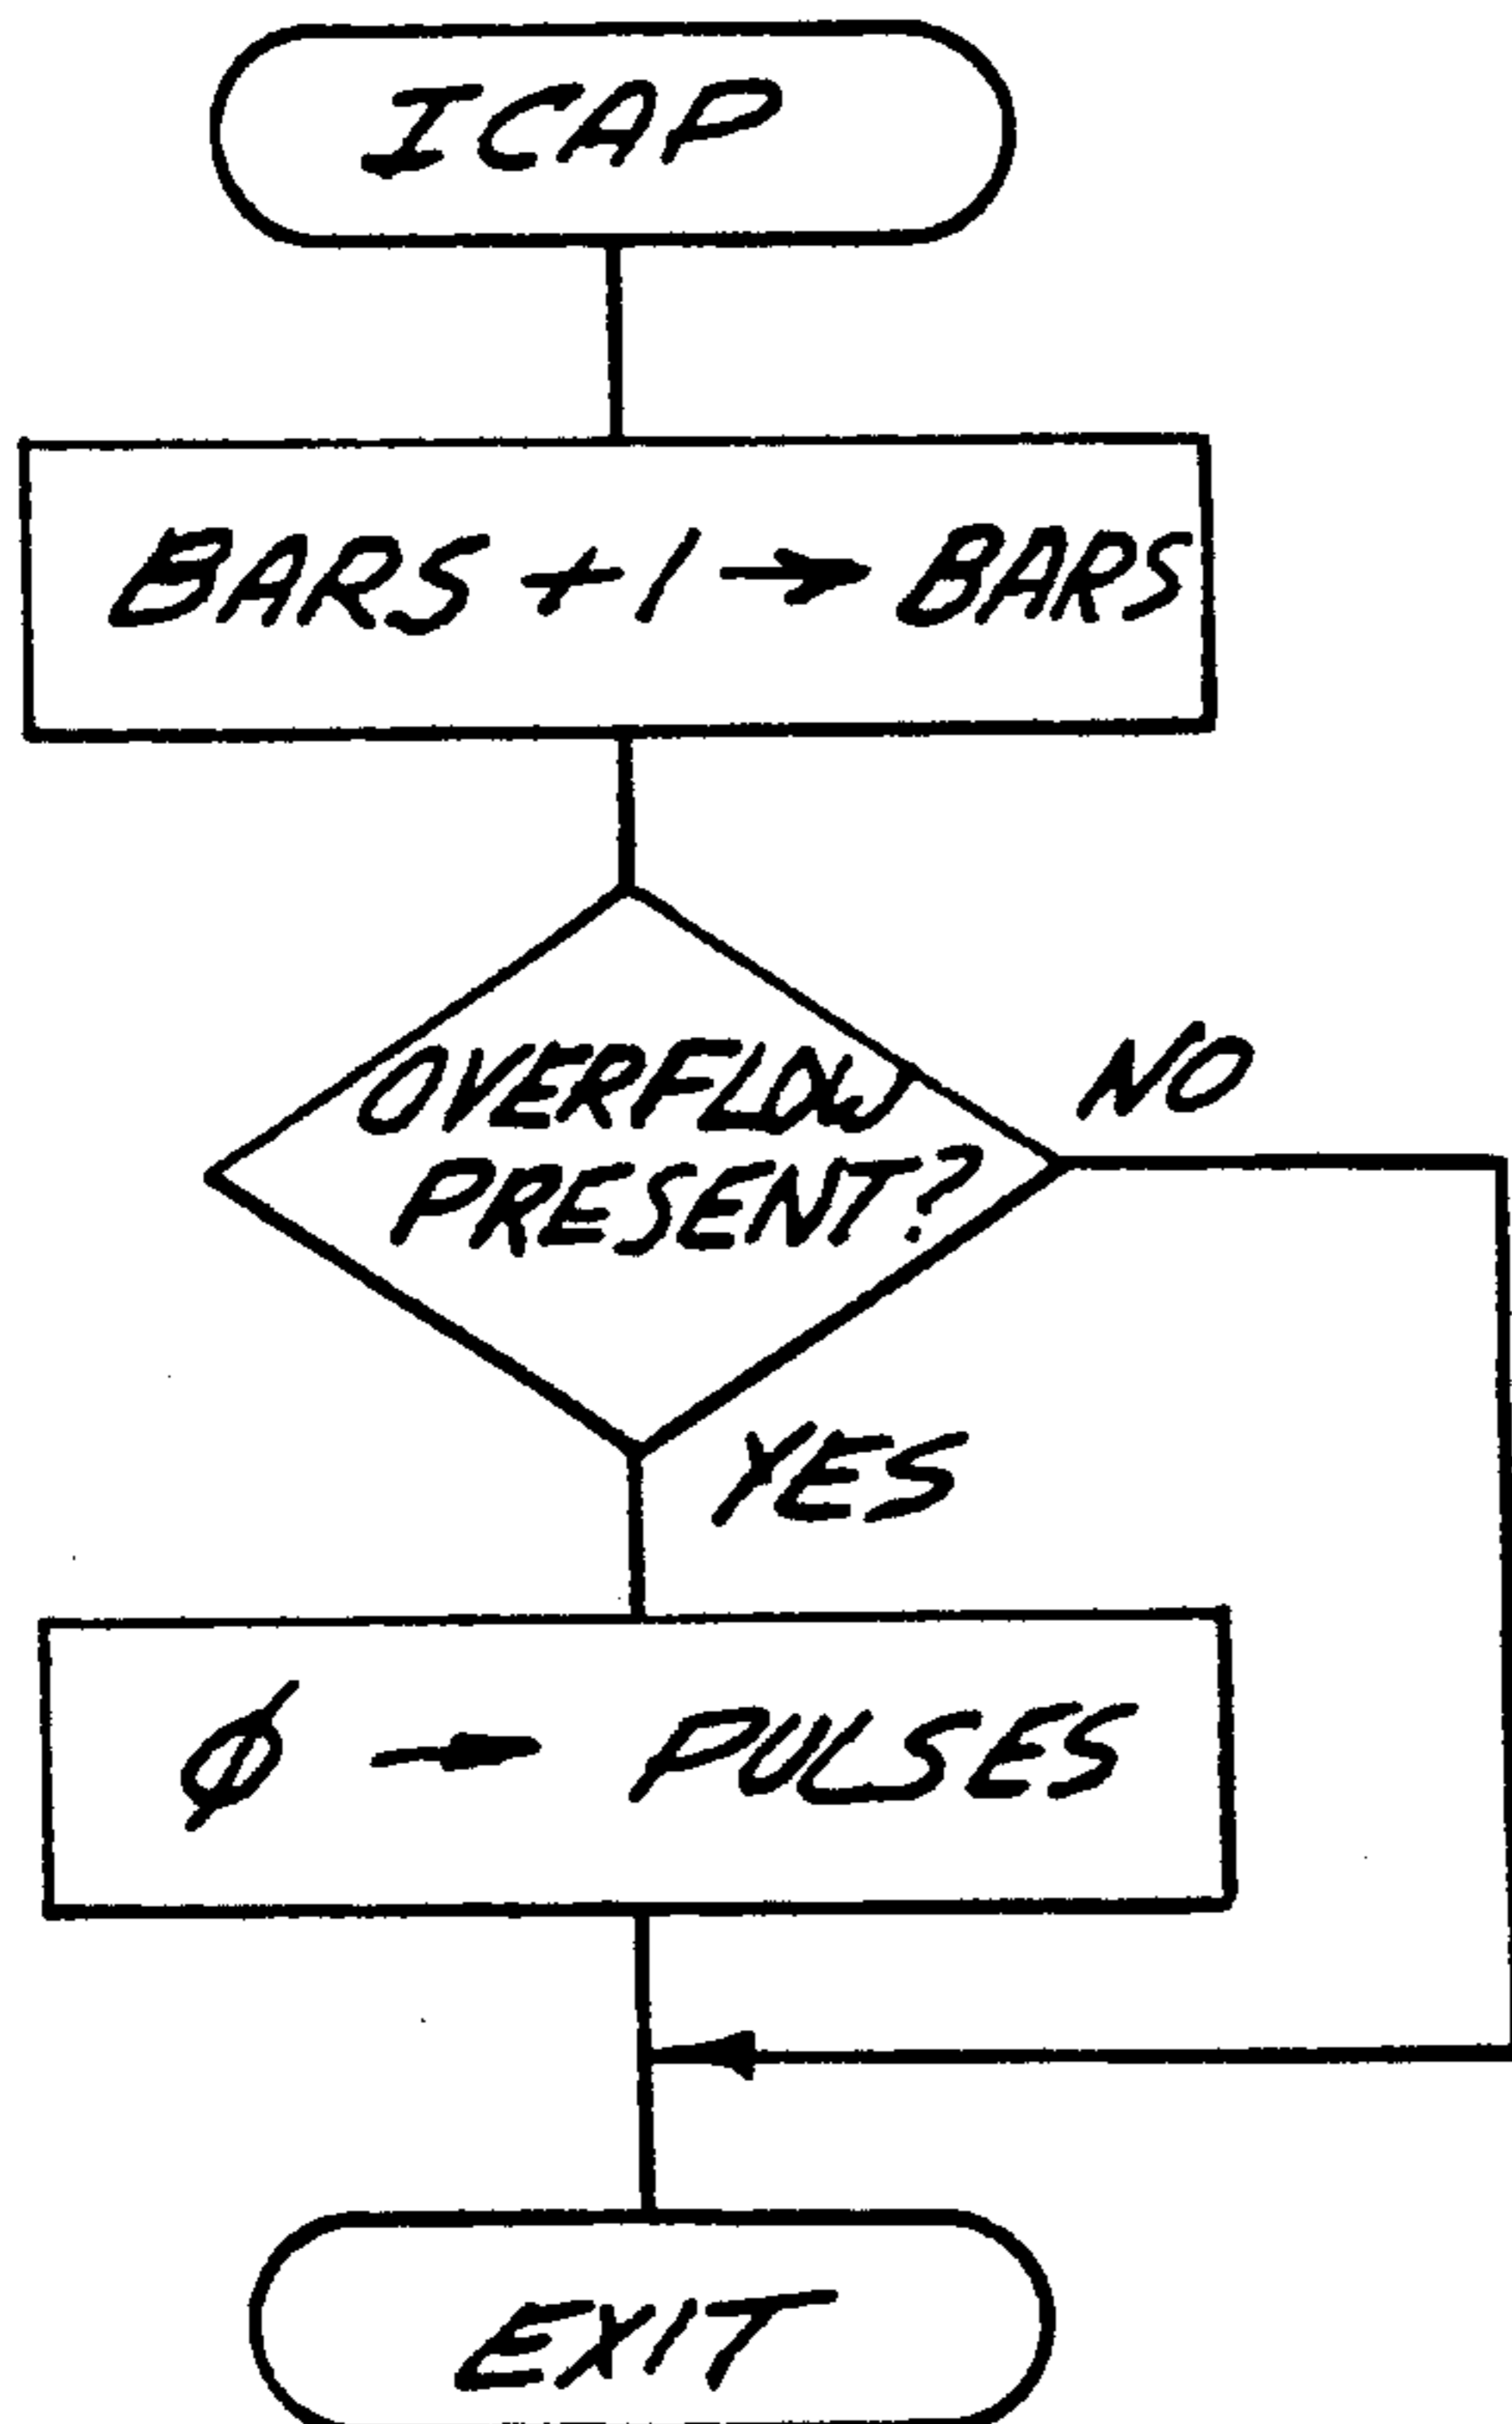 ICAP
BARS + 1 → BARS
OVERFLOW
PRESENT?
NO
YES
Ø → PULSES
EXIT